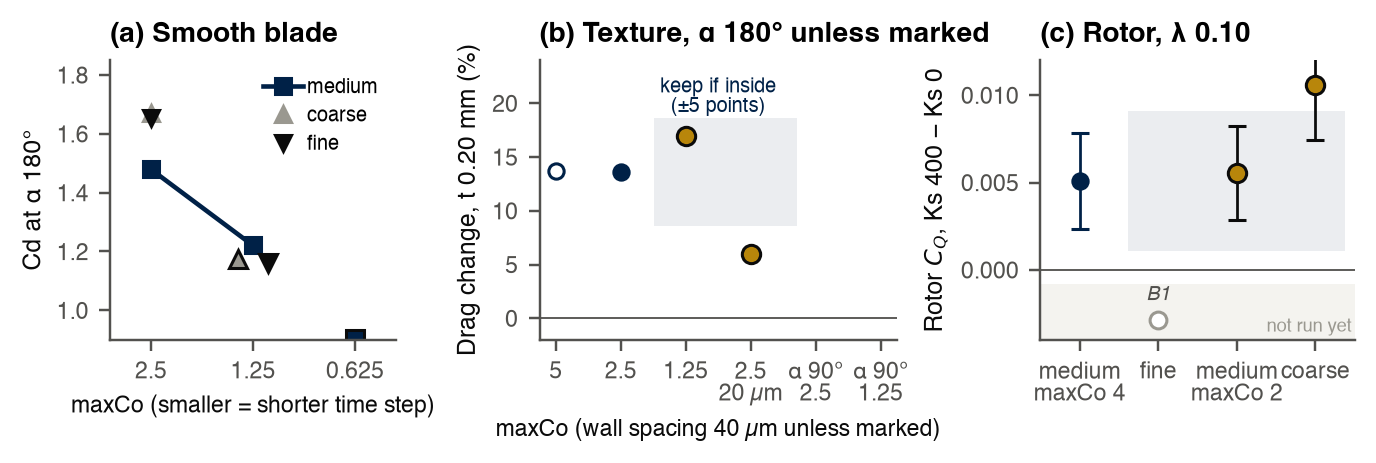 (a) Smooth blade
Cd at α 180°
1.8
1.6
1.4
1.2
1.0
medium
coarse
fine
2.5 1.25 0.625
maxCo (smaller = shorter time step)
(b) Texture, α 180° unless marked
Drag change, t 0.20 mm (%)
20
15
10
5
0
keep if inside
(±5 points)
5 2.5 1.25 2.5 α 90° α 90°
20 μm 2.5 1.25
maxCo (wall spacing 40 μm unless marked)
(c) Rotor, λ 0.10
Rotor CQ, Ks 400 − Ks 0
0.010
0.005
0.000
B1
not run yet
medium fine medium coarse
maxCo 4 maxCo 2